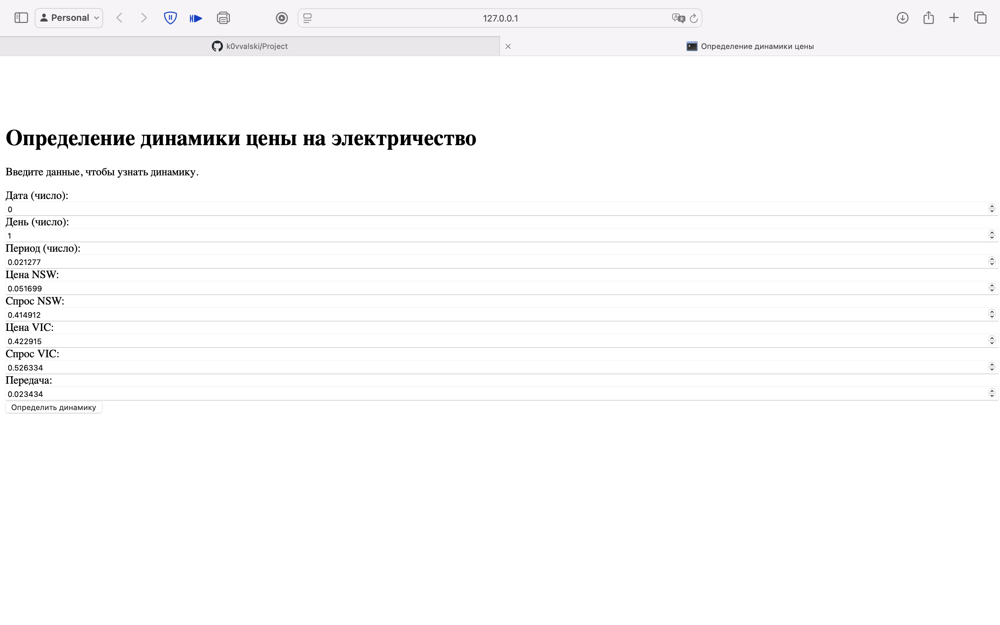 Personal
127.0.0.1
k0vvalski/Project
Определение динамики цены
Определение динамики цены на электричество
Введите данные, чтобы узнать динамику.
Дата (число):
0
День (число):
1
Период (число):
0.021277
Цена NSW:
0.051699
Спрос NSW:
0.414912
Цена VIC:
0.422915
Спрос VIC:
0.526334
Передача:
0.023434
Определить динамику